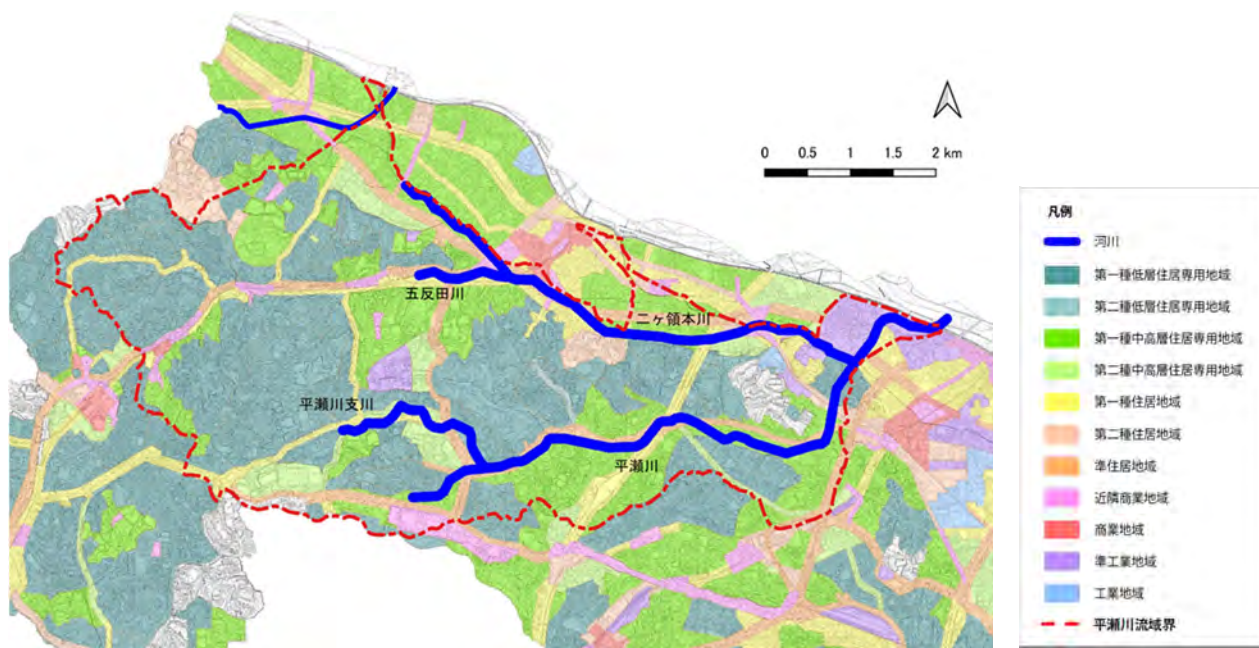 0 0.5 1 1.5 2 km
五反田川
二ヶ領本川
平瀬川支川
平瀬川
凡例
河川
第一種低層住居専用地域
第二種低層住居専用地域
第一種中高層住居専用地域
第二種中高層住居専用地域
第一種住居地域
第二種住居地域
準住居地域
近隣商業地域
商業地域
準工業地域
工業地域
平瀬川流域界